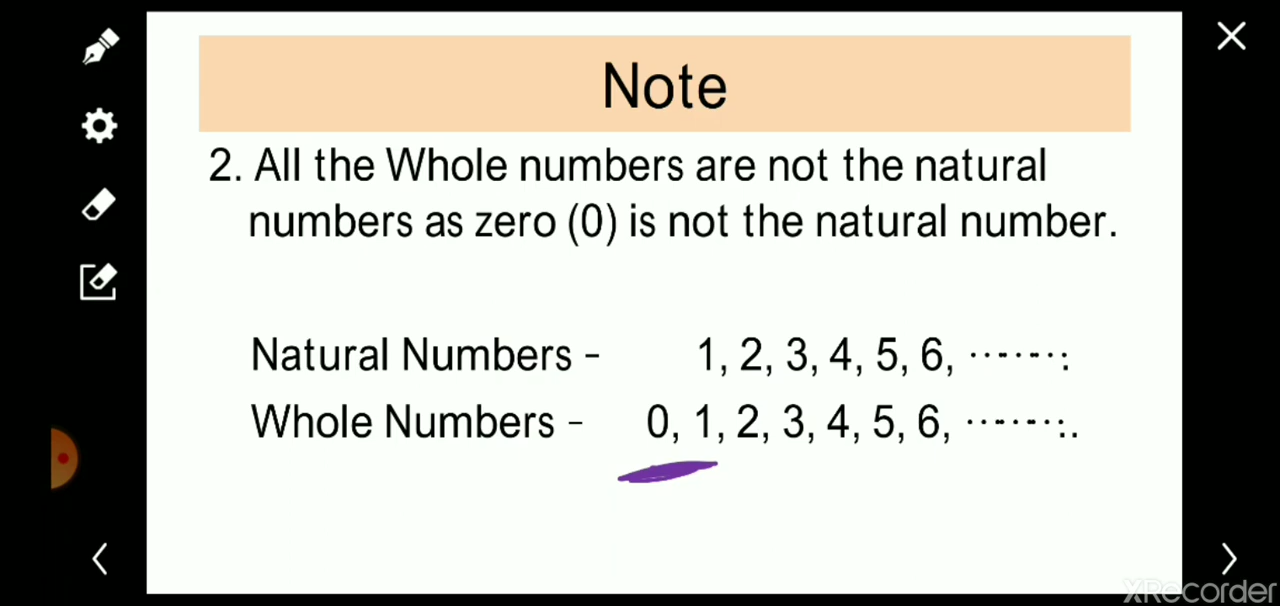 Note
2. All the Whole numbers are not the natural
numbers as zero (0) is not the natural number.
Natural Numbers - 1, 2, 3, 4, 5, 6, ........
Whole Numbers - 0, 1, 2, 3, 4, 5, 6, .........
XRecorder